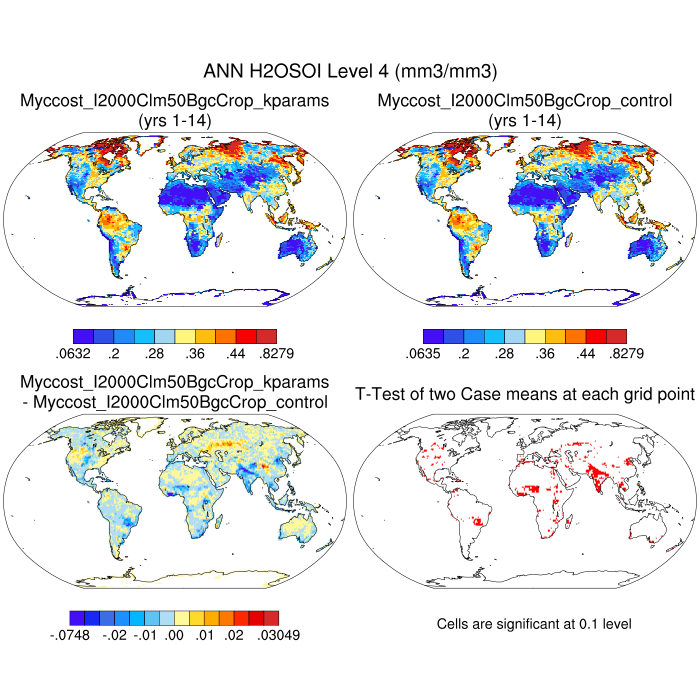 ANN H2OSOI Level 4 (mm3/mm3)
Myccost_I2000Clm50BgcCrop_kparams
(yrs 1-14)
Myccost_I2000Clm50BgcCrop_control
(yrs 1-14)
.0632 .2 .28 .36 .44 .8279
.0635 .2 .28 .36 .44 .8279
Myccost_I2000Clm50BgcCrop_kparams
- Myccost_I2000Clm50BgcCrop_control
T-Test of two Case means at each grid point
-.0748 -.02 -.01 .00 .01 .02 .03049
Cells are significant at 0.1 level